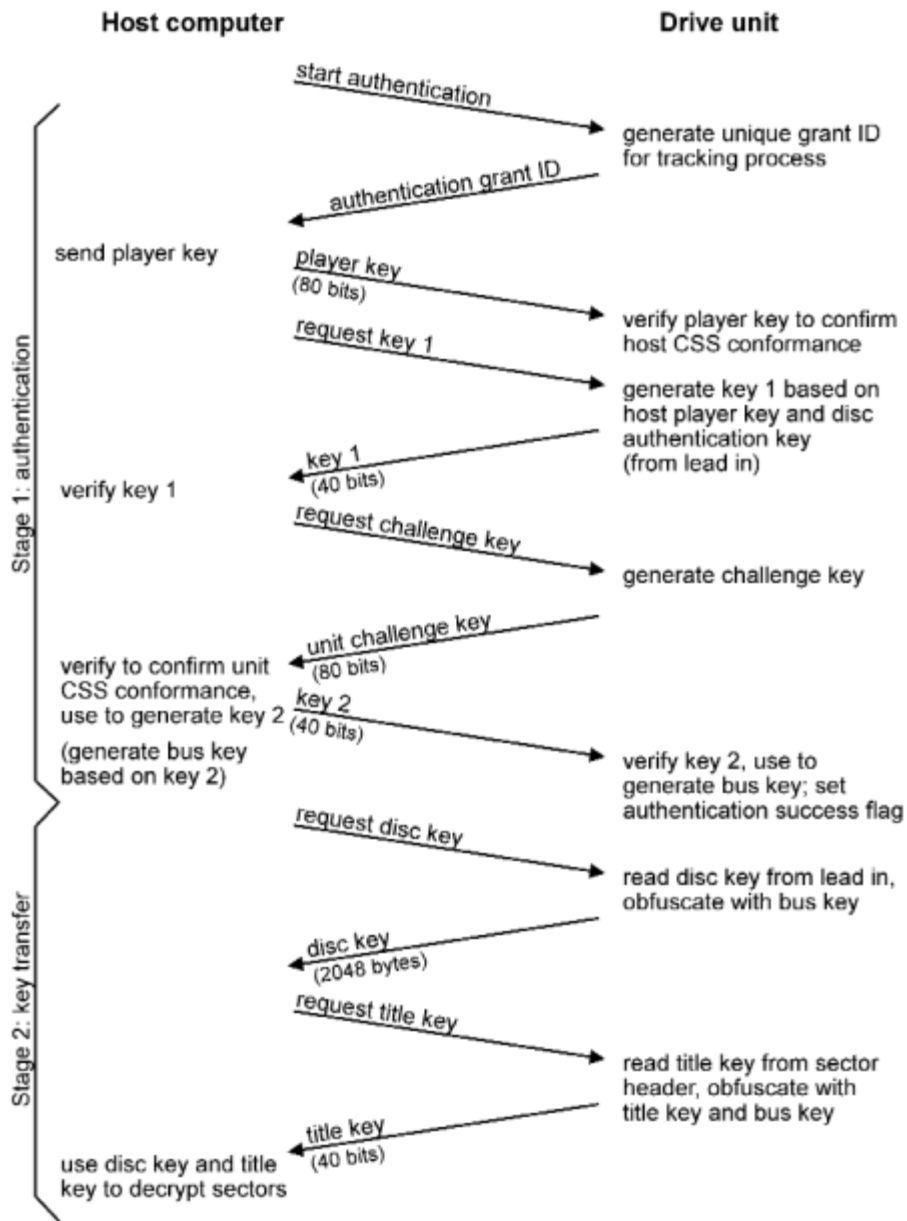 Host computer
Drive unit
start authentication
generate unique grant ID
for tracking process
authentication grant ID
send player key
player key
(80 bits)
verify player key to confirm
host CSS conformance
request key 1
generate key 1 based on
host player key and disc
authentication key
(from lead in)
key 1
(40 bits)
verify key 1
request challenge key
generate challenge key
unit challenge key
(80 bits)
verify to confirm unit
CSS conformance,
use to generate key 2
(generate bus key
based on key 2)
key 2
(40 bits)
verify key 2, use to
generate bus key; set
authentication success flag
Stage 1: authentication
request disc key
read disc key from lead in,
obfuscate with bus key
disc key
(2048 bytes)
request title key
read title key from sector
header, obfuscate with
title key and bus key
title key
(40 bits)
use disc key and title
key to decrypt sectors
Stage 2: key transfer